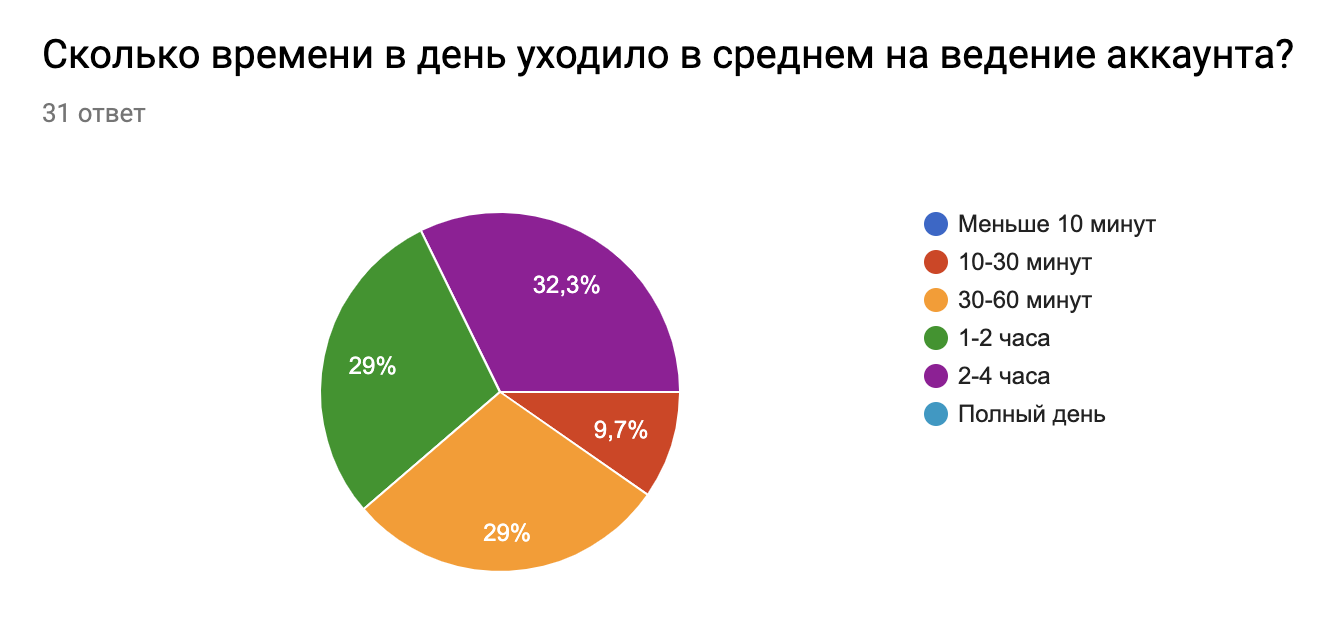 Сколько времени в день уходило в среднем на ведение аккаунта?
31 ответ
32,3%
29%
9,7%
29%
Меньше 10 минут
10-30 минут
30-60 минут
1-2 часа
2-4 часа
Полный день